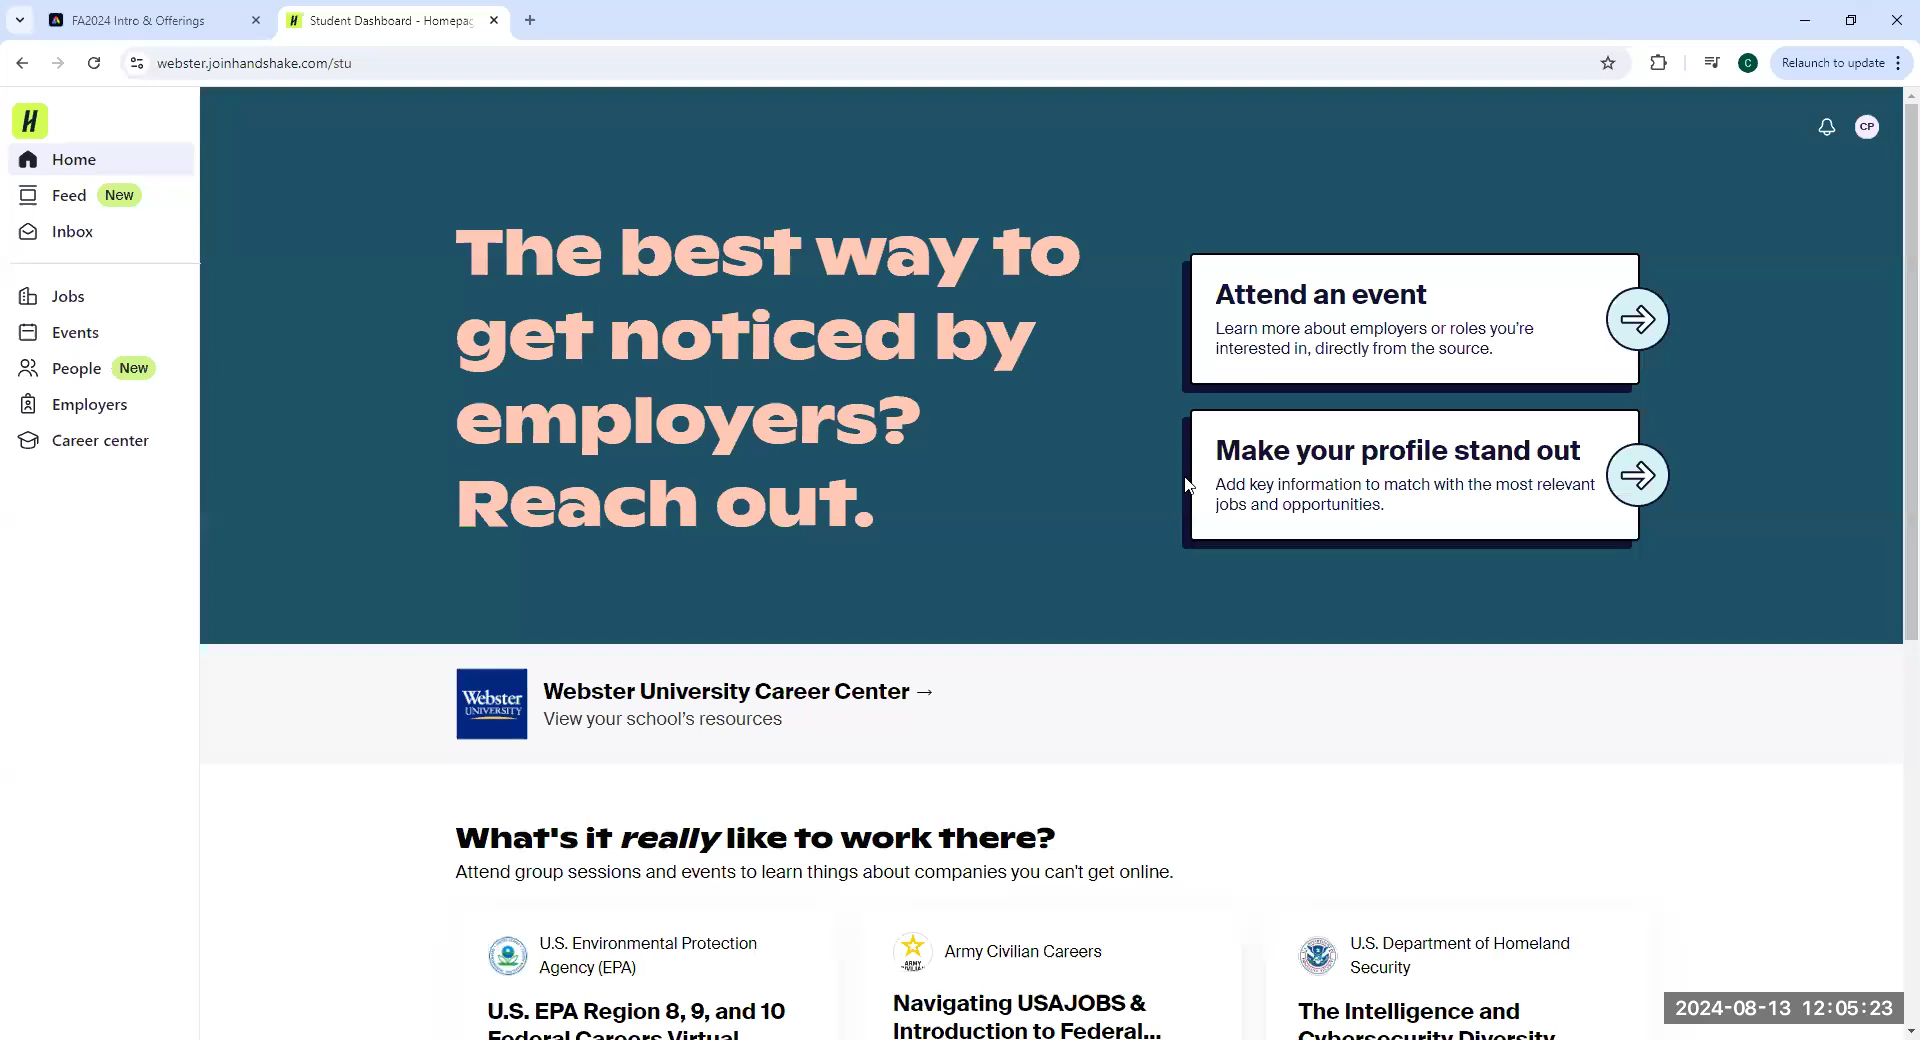 FA2024 Intro & Offerings
Student Dashboard - Homepag
webster.joinhandshake.com/stu
C
Relaunch to update
H
CP
Home
Feed New
Inbox
Jobs
Events
People New
Employers
Career center
The best way to
get noticed by
employers?
Reach out.
Attend an event
Learn more about employers or roles you're
interested in, directly from the source.
Make your profile stand out
Add key information to match with the most relevant
jobs and opportunities.
Webster
UNIVERSITY
Webster University Career Center →
View your school's resources
What's it really like to work there?
Attend group sessions and events to learn things about companies you can't get online.
U.S. Environmental Protection
Agency (EPA)
U.S. EPA Region 8, 9, and 10
Federal Careers Virtual
Army Civilian Careers
Navigating USAJOBS &
Introduction to Federal...
U.S. Department of Homeland
Security
The Intelligence and
Cybersecurity Diversity
2024-08-13 12:05:23